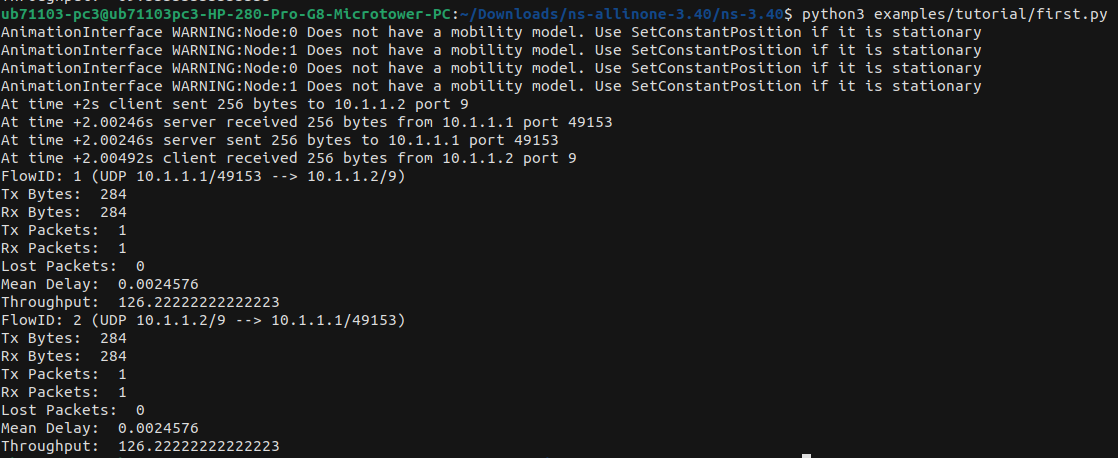 ub71103-pc3@ub71103pc3-HP-280-Pro-G8-Microtower-PC:~/Downloads/ns-allinone-3.40/ns-3.40$ python3 examples/tutorial/first.py
AnimationInterface WARNING:Node:0 Does not have a mobility model. Use SetConstantPosition if it is stationary
AnimationInterface WARNING:Node:1 Does not have a mobility model. Use SetConstantPosition if it is stationary
AnimationInterface WARNING:Node:0 Does not have a mobility model. Use SetConstantPosition if it is stationary
AnimationInterface WARNING:Node:1 Does not have a mobility model. Use SetConstantPosition if it is stationary
At time +2s client sent 256 bytes to 10.1.1.2 port 9
At time +2.00246s server received 256 bytes from 10.1.1.1 port 49153
At time +2.00246s server sent 256 bytes to 10.1.1.1 port 49153
At time +2.00492s client received 256 bytes from 10.1.1.2 port 9
FlowID: 1 (UDP 10.1.1.1/49153 --> 10.1.1.2/9)
Tx Bytes:  284
Rx Bytes:  284
Tx Packets:  1
Rx Packets:  1
Lost Packets:  0
Mean Delay:  0.0024576
Throughput:  126.22222222222223
FlowID: 2 (UDP 10.1.1.2/9 --> 10.1.1.1/49153)
Tx Bytes:  284
Rx Bytes:  284
Tx Packets:  1
Rx Packets:  1
Lost Packets:  0
Mean Delay:  0.0024576
Throughput:  126.22222222222223